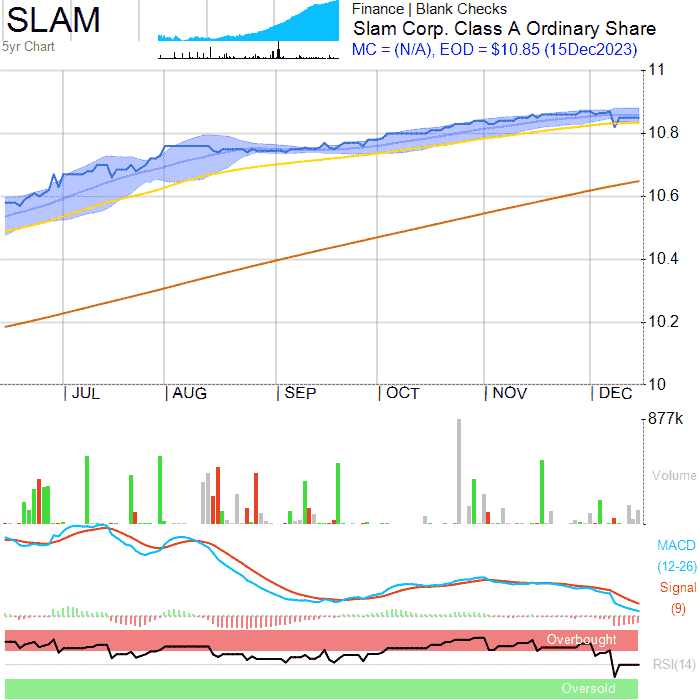 SLAM
5yr Chart
Finance | Blank Checks
Slam Corp. Class A Ordinary Share
MC = (N/A), EOD = $10.85 (15Dec2023)
11
10.8
10.6
10.4
10.2
10
| JUL | AUG | SEP | OCT | NOV | DEC
877k
Volume
MACD
(12-26)
Signal
(9)
Overbought
RSI(14)
Oversold